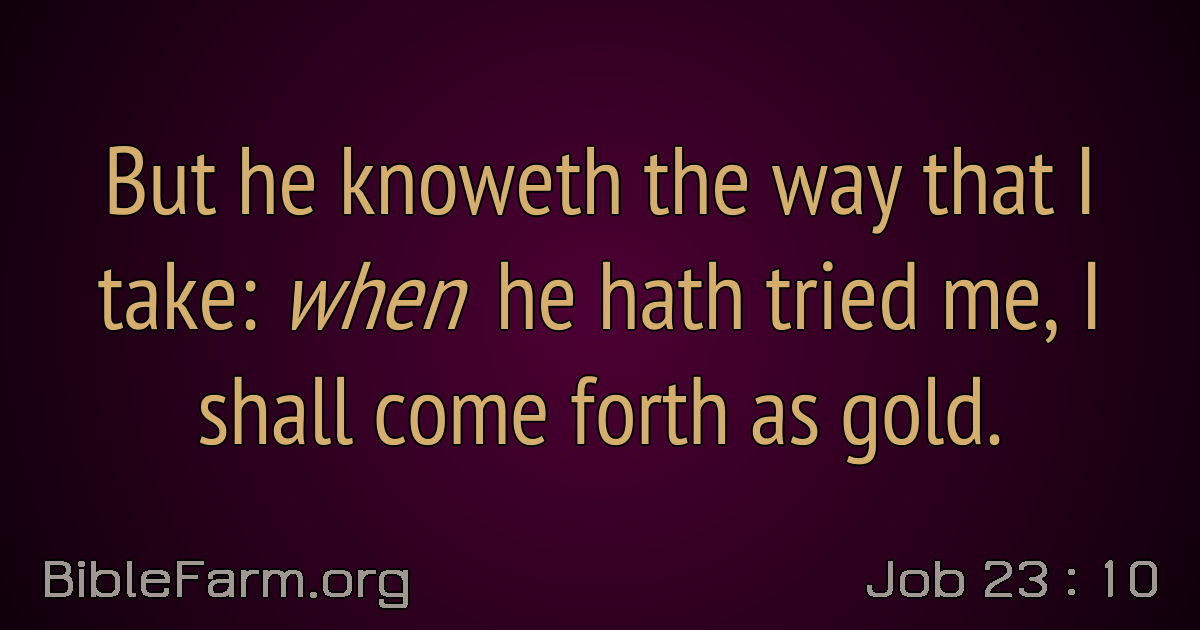 But he knoweth the way that I
take: when he hath tried me, I
shall come forth as gold.
BibleFarm.org
Job 23 : 10